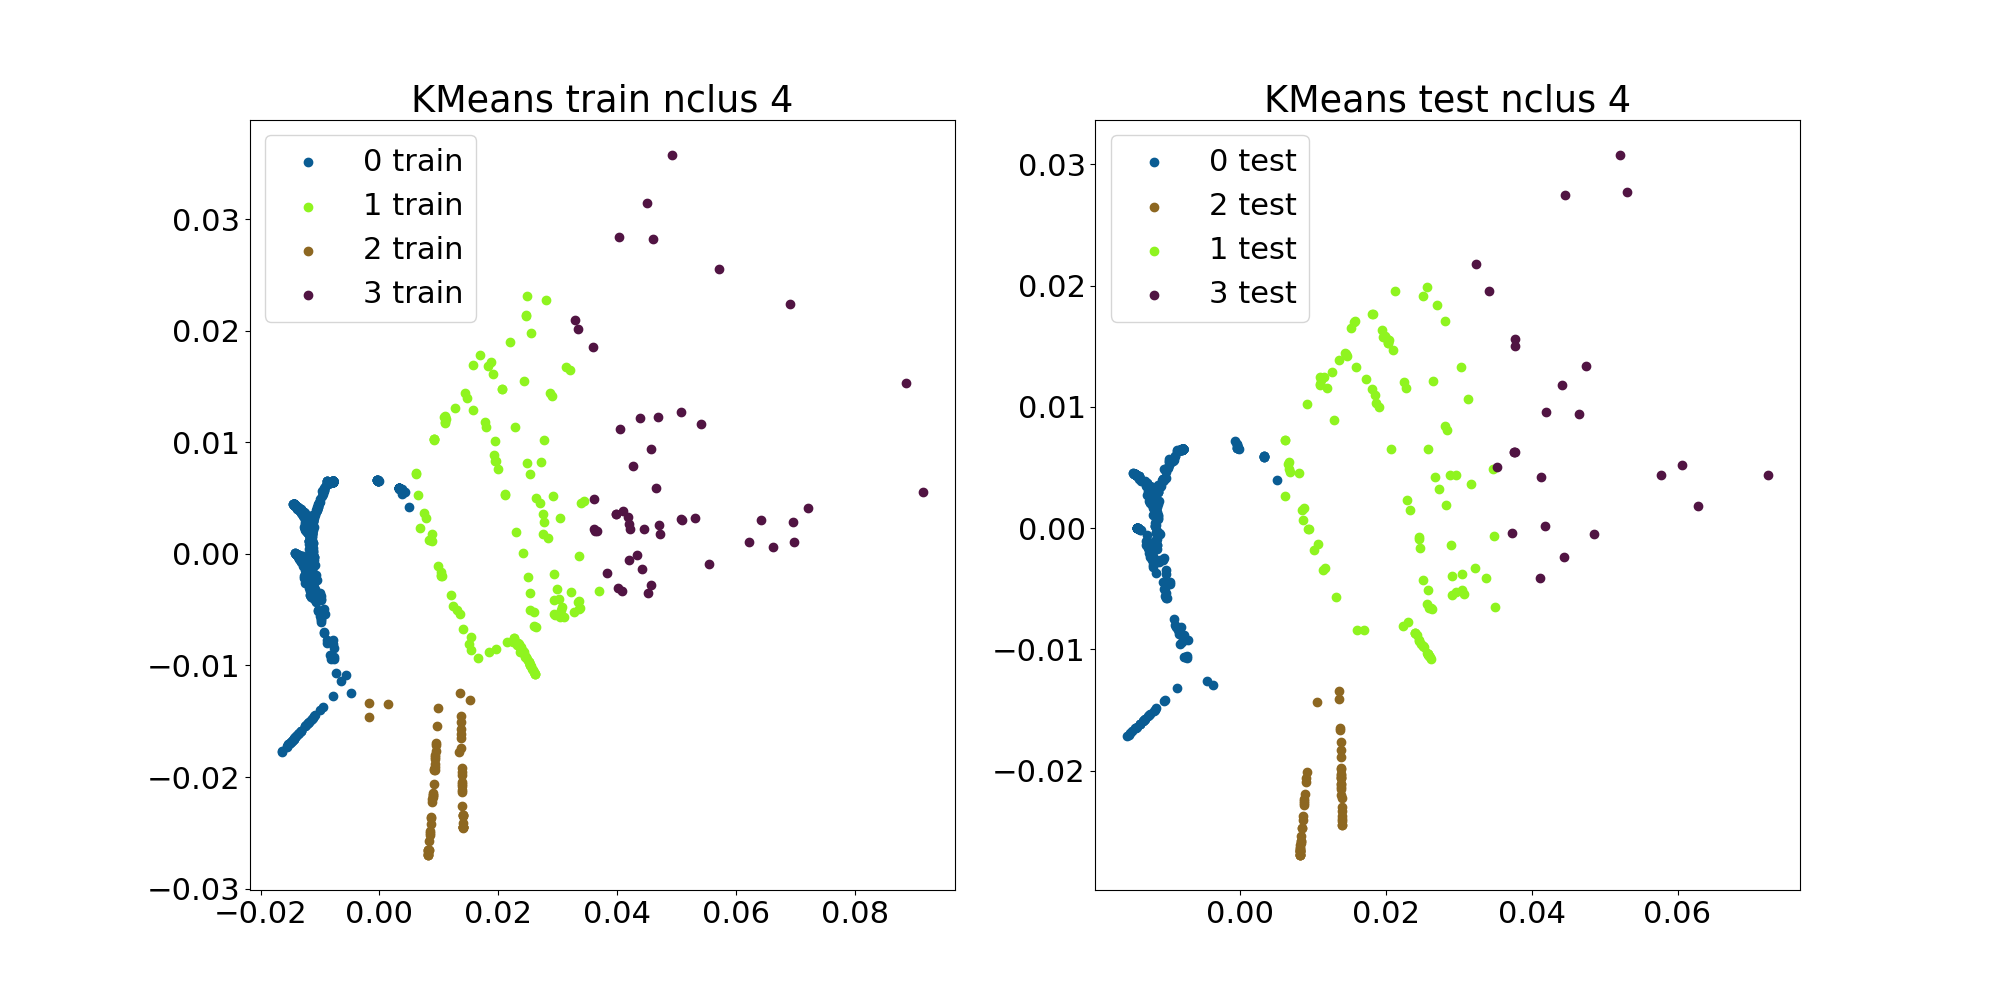 KMeans train nclus 4
0 train
1 train
2 train
3 train
0.03
0.02
0.01
0.00
−0.01
−0.02
−0.03
−0.02 0.00 0.02 0.04 0.06 0.08
KMeans test nclus 4
0 test
2 test
1 test
3 test
0.03
0.02
0.01
0.00
−0.01
−0.02
0.00 0.02 0.04 0.06